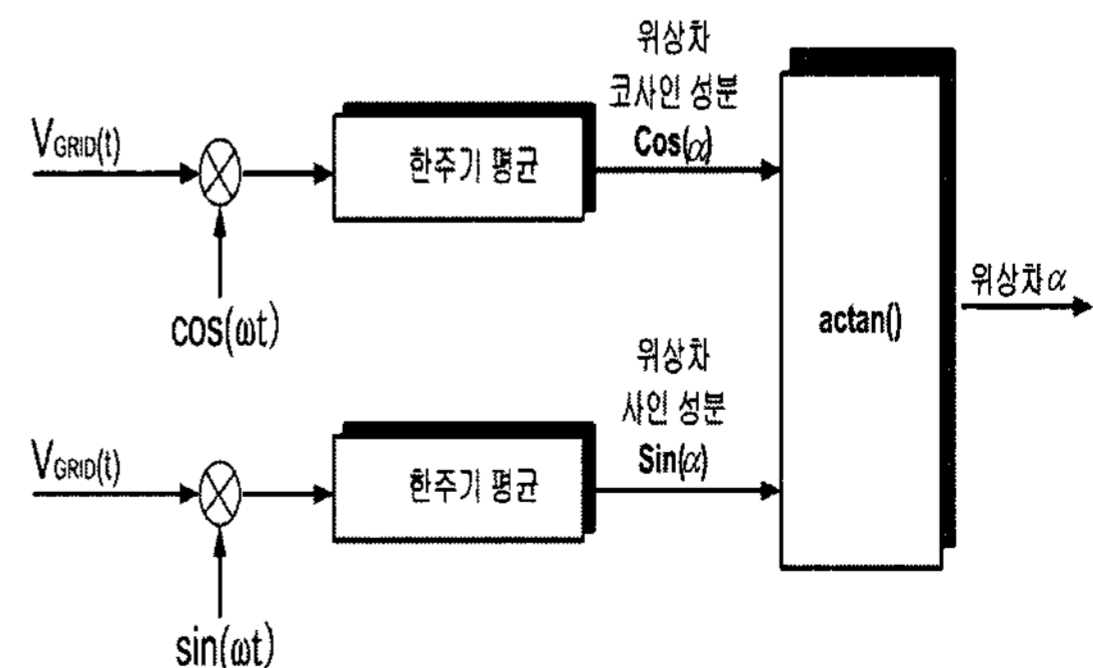 위상차
코사인 성분
Cos(α)
VGRID(t)
한주기 평균
cos(ωt)
위상차 α
actan()
위상차
사인 성분
Sin(α)
VGRID(t)
한주기 평균
sin(ωt)